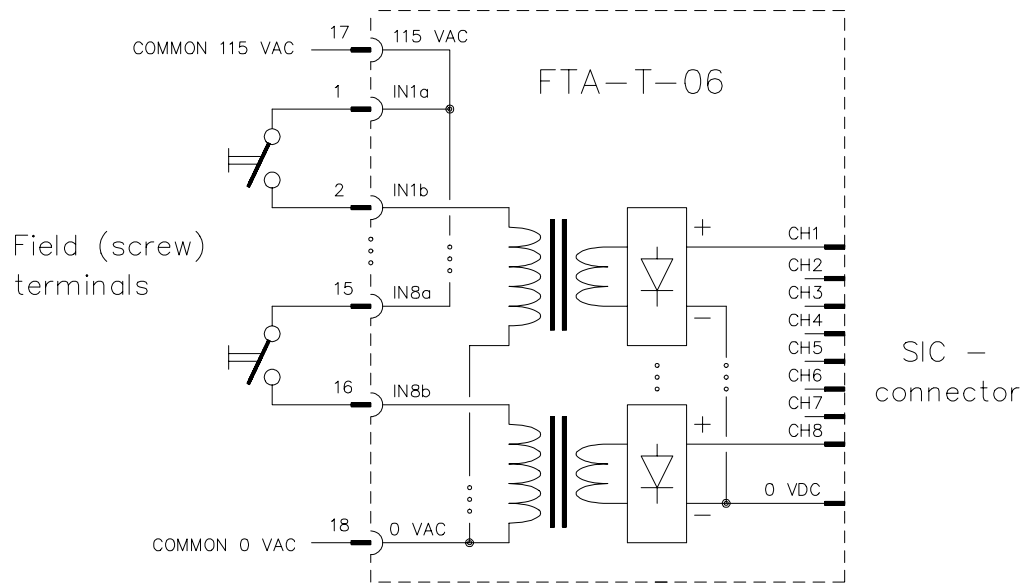 COMMON 115 VAC
17
115 VAC
FTA-T-06
1
IN1a
2
IN1b
Field (screw)
terminals
15
IN8a
16
IN8b
18
0 VAC
COMMON 0 VAC
+
−
+
−
CH1
CH2
CH3
CH4
CH5
CH6
CH7
CH8
0 VDC
SIC −
connector